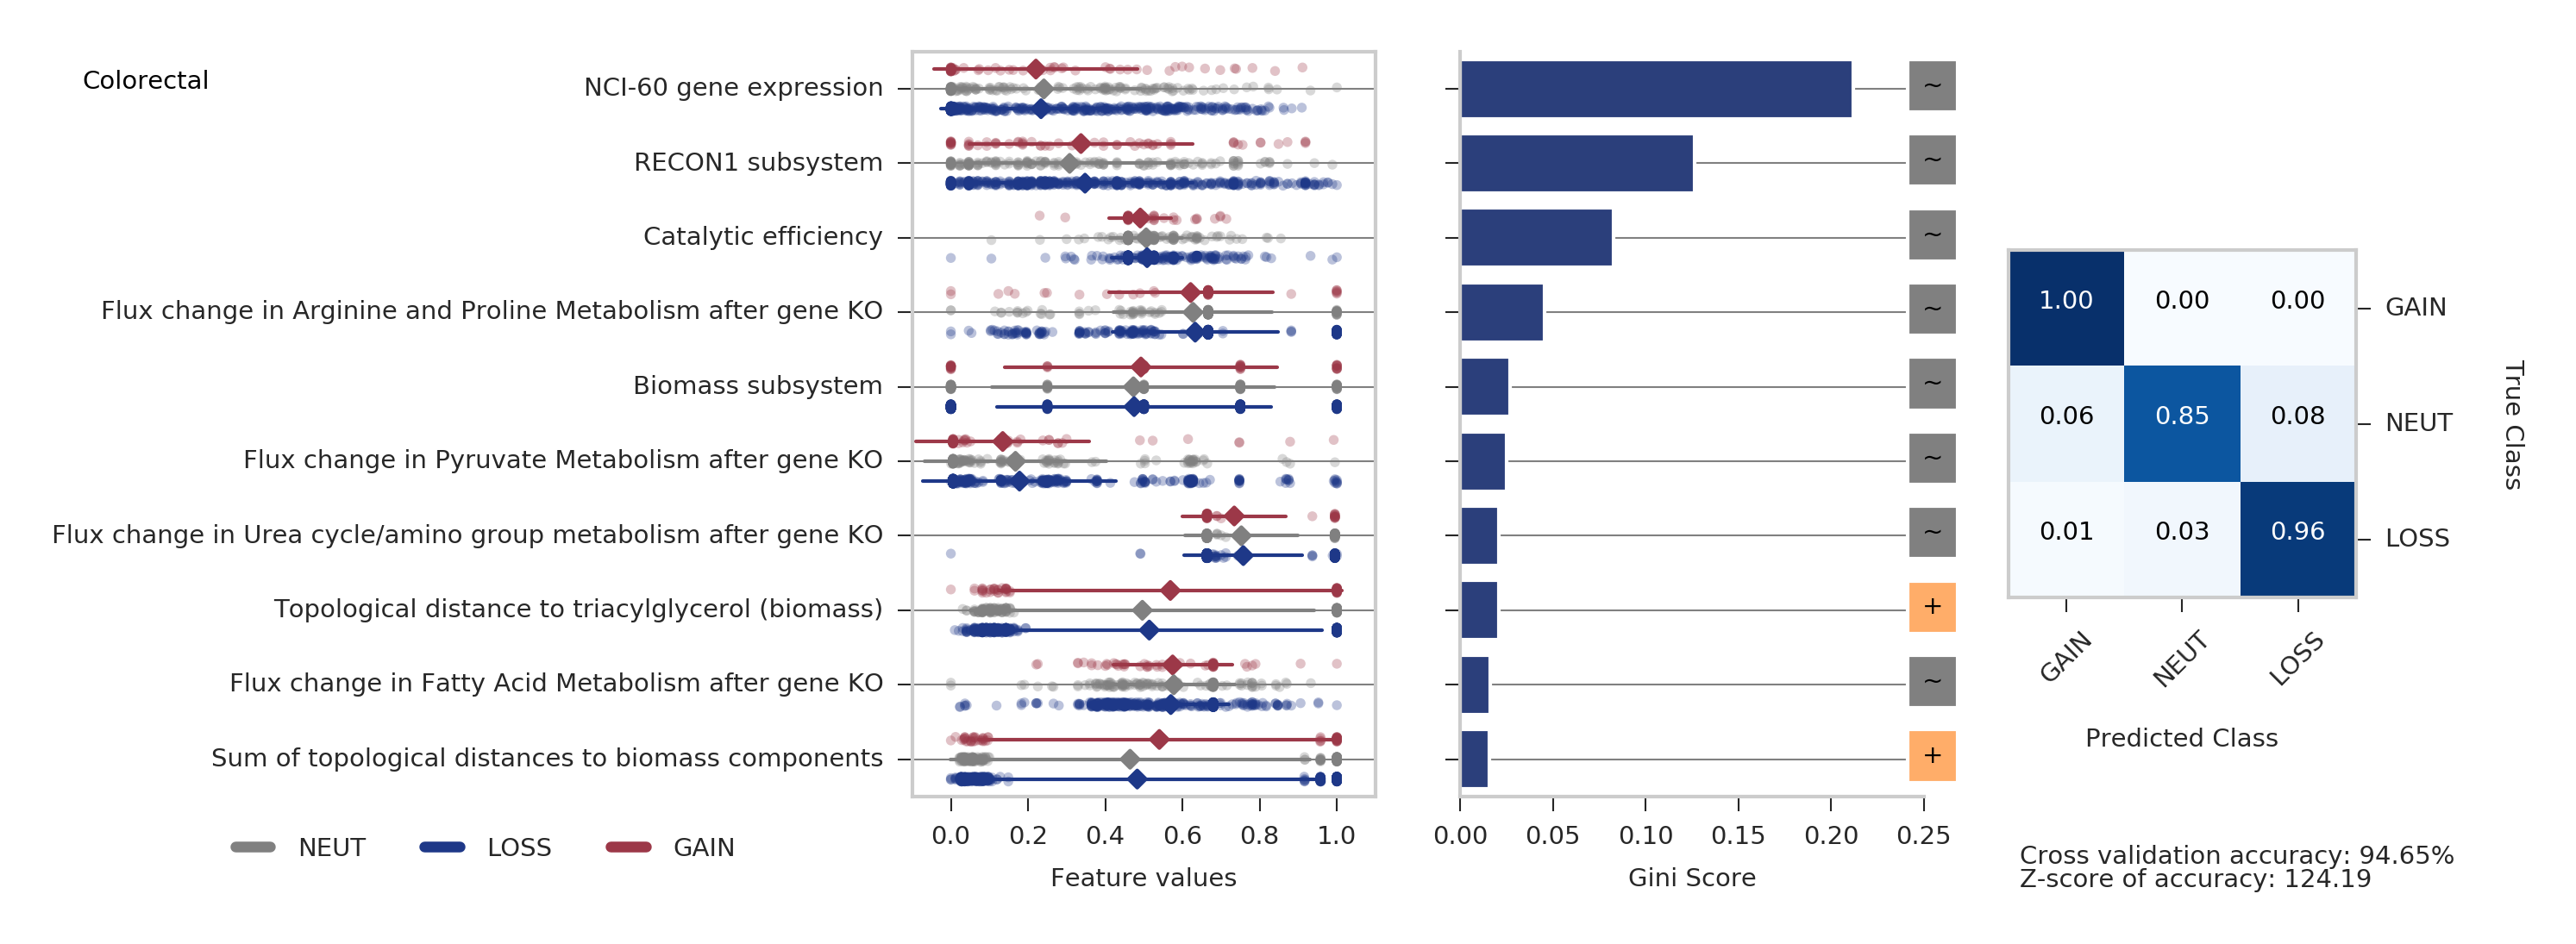 Colorectal
NCI-60 gene expression
~
RECON1 subsystem
~
Catalytic efficiency
~
Flux change in Arginine and Proline Metabolism after gene KO
~
Biomass subsystem
~
Flux change in Pyruvate Metabolism after gene KO
~
Flux change in Urea cycle/amino group metabolism after gene KO
~
Topological distance to triacylglycerol (biomass)
+
Flux change in Fatty Acid Metabolism after gene KO
~
Sum of topological distances to biomass components
+
NEUT LOSS GAIN
0.0 0.2 0.4 0.6 0.8 1.0
Feature values
0.00 0.05 0.10 0.15 0.20 0.25
Gini Score
1.00 0.00 0.00 GAIN
0.06 0.85 0.08 NEUT
0.01 0.03 0.96 LOSS
True Class
GAIN NEUT LOSS
Predicted Class
Cross validation accuracy: 94.65%
Z-score of accuracy: 124.19